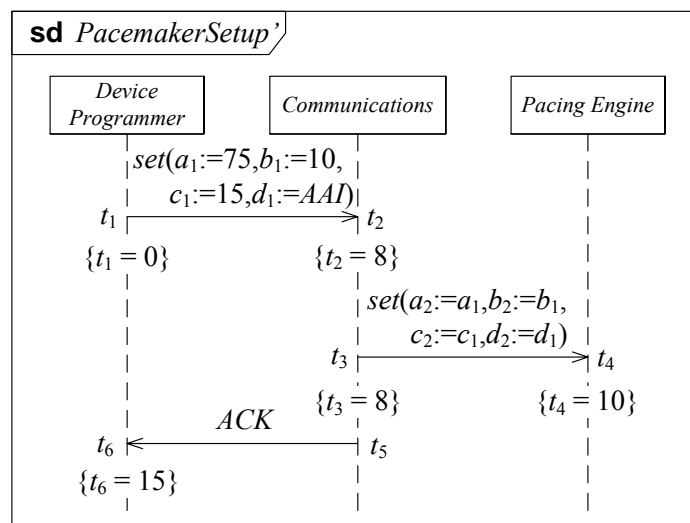 sd PacemakerSetup’
Device
Programmer
Communications
Pacing Engine
set(a₁:=75,b₁:=10,
c₁:=15,d₁:=AAI)
t₁
t₂
{t₁ = 0}
{t₂ = 8}
set(a₂:=a₁,b₂:=b₁,
c₂:=c₁,d₂:=d₁)
t₃
t₄
{t₃ = 8}
{t₄ = 10}
ACK
t₆
t₅
{t₆ = 15}